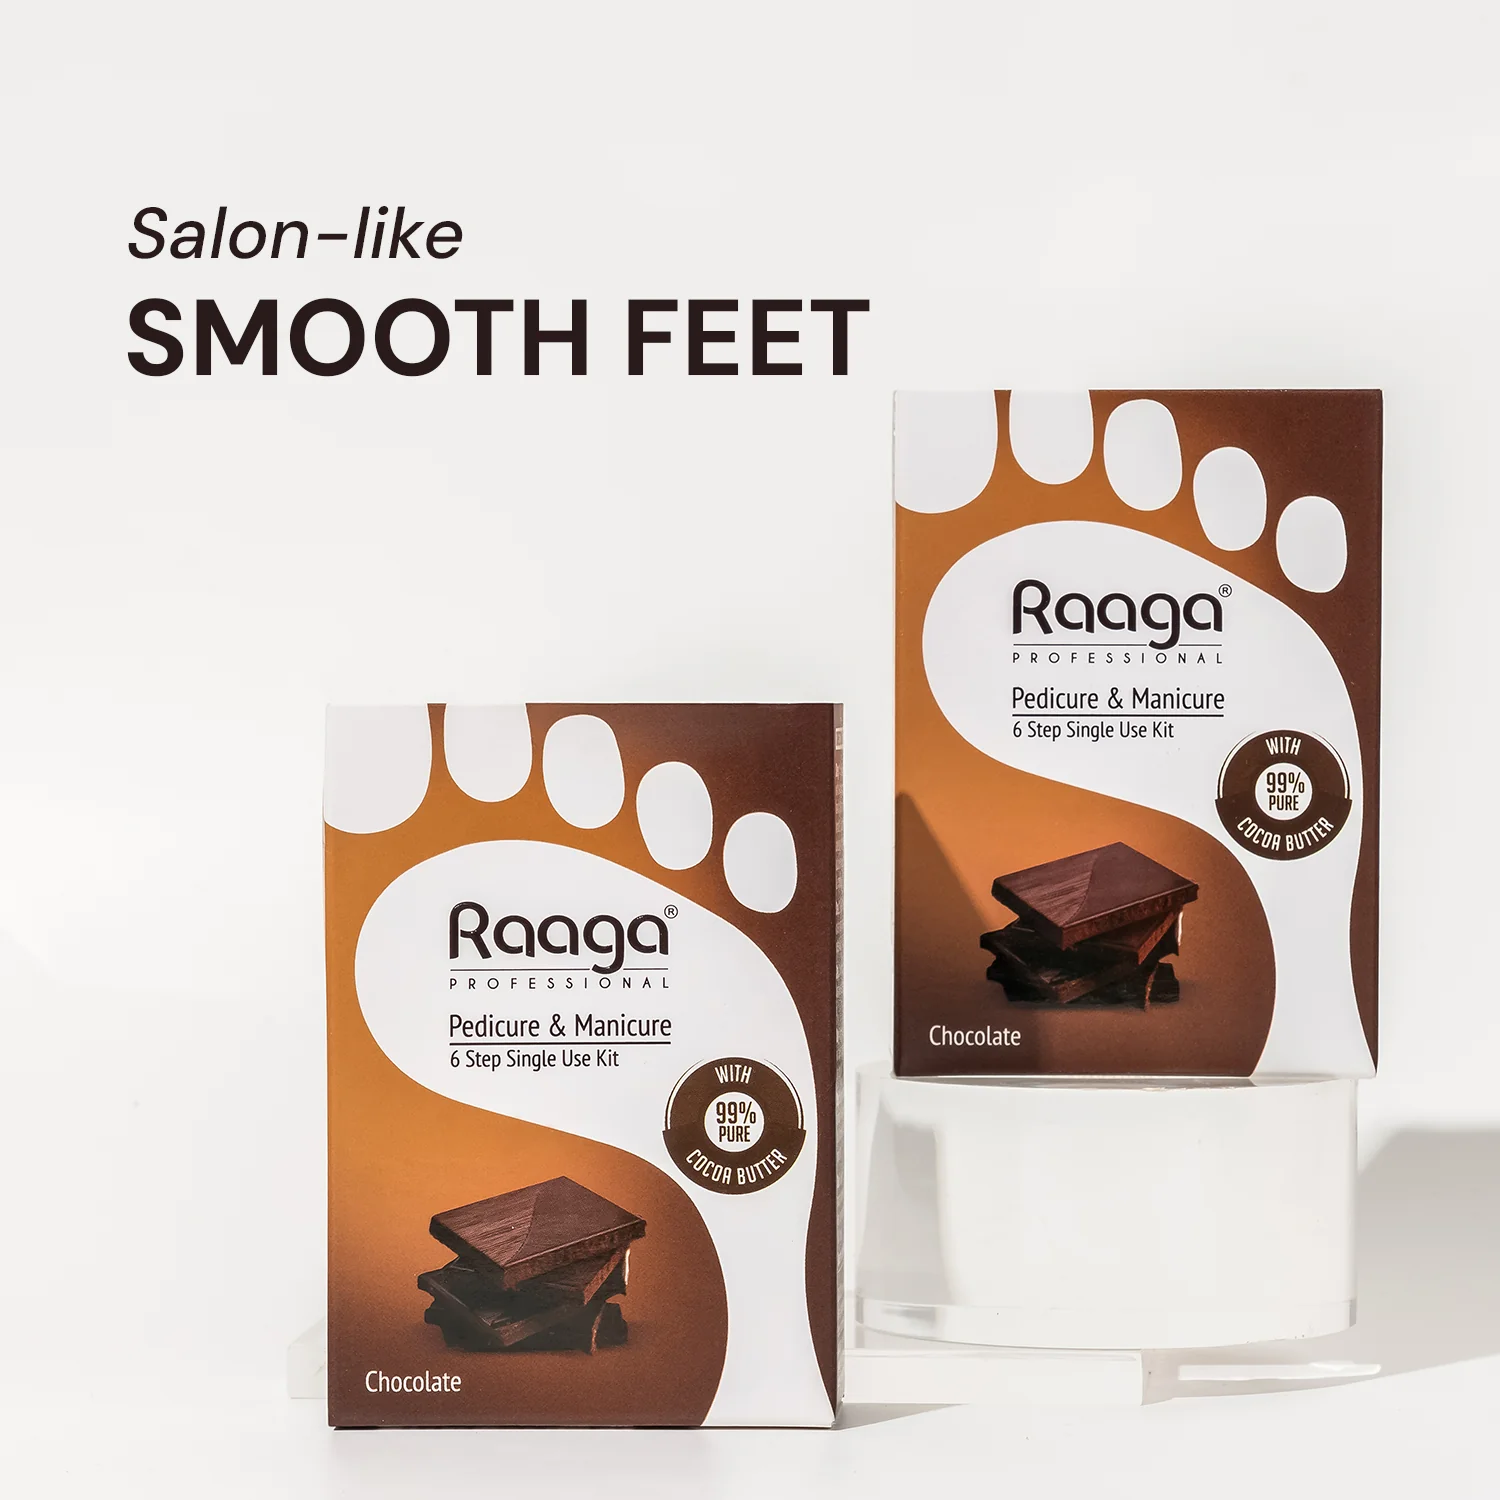 Salon-like
SMOOTH FEET
Raaga®
PROFESSIONAL
Pedicure & Manicure
6 Step Single Use Kit
WITH
99%
PURE
COCOA BUTTER
Chocolate
Raaga®
PROFESSIONAL
Pedicure & Manicure
6 Step Single Use Kit
WITH
99%
PURE
COCOA BUTTER
Chocolate